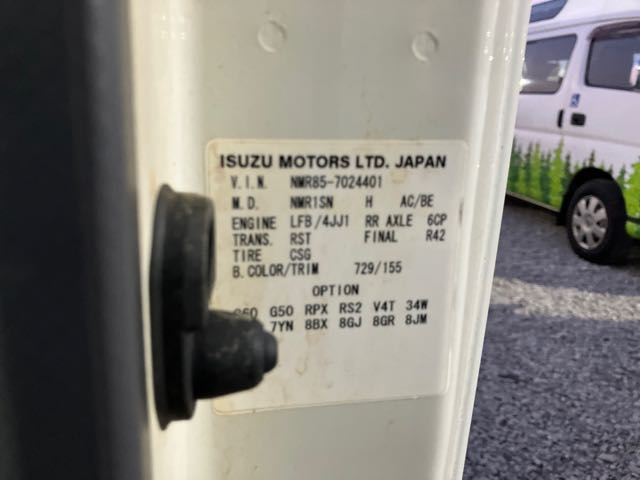 ISUZU MOTORS LTD. JAPAN
V.I.N. NMR85-7024401
M.D. NMR1SN H AC/BE
ENGINE LFB/4JJ1 RR AXLE 6CP
TRANS. RST FINAL R42
TIRE CSG
B.COLOR/TRIM 729/155
OPTION
G50 RPX RS2 V4T 34W
7YN 8BX 8GJ 8GR 8JM